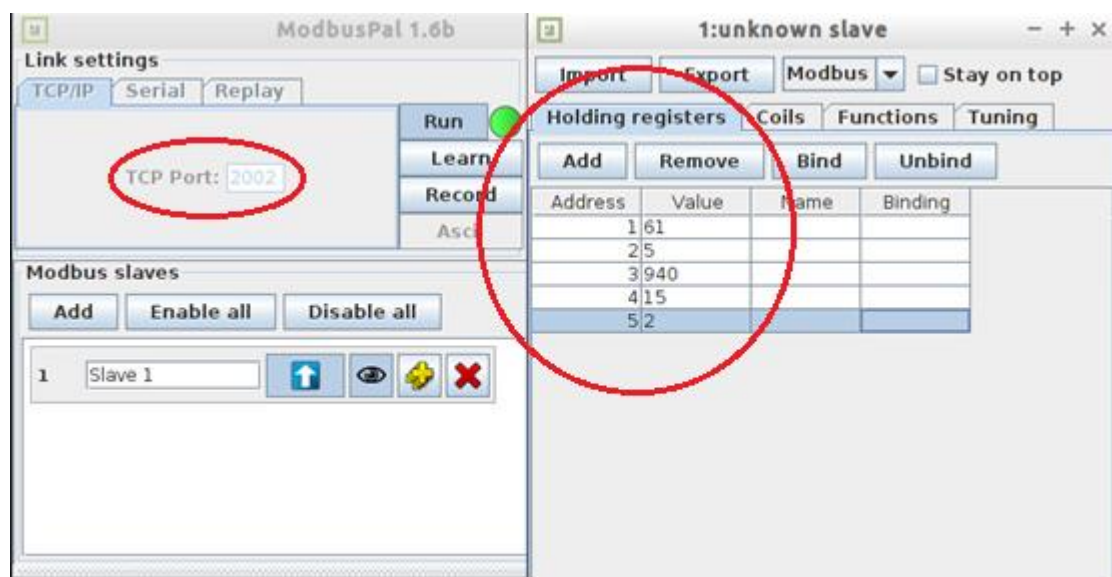 ModbusPal 1.6b
Link settings
TCP/IP Serial Replay
TCP Port: 2002
Run
Learn
Record
Asci
Modbus slaves
Add Enable all Disable all
1 Slave 1
1:unknown slave
Import Export Modbus Stay on top
Holding registers Coils Functions Tuning
Add Remove Bind Unbind
Address Value Name Binding
1 61
2 5
3 940
4 15
5 2